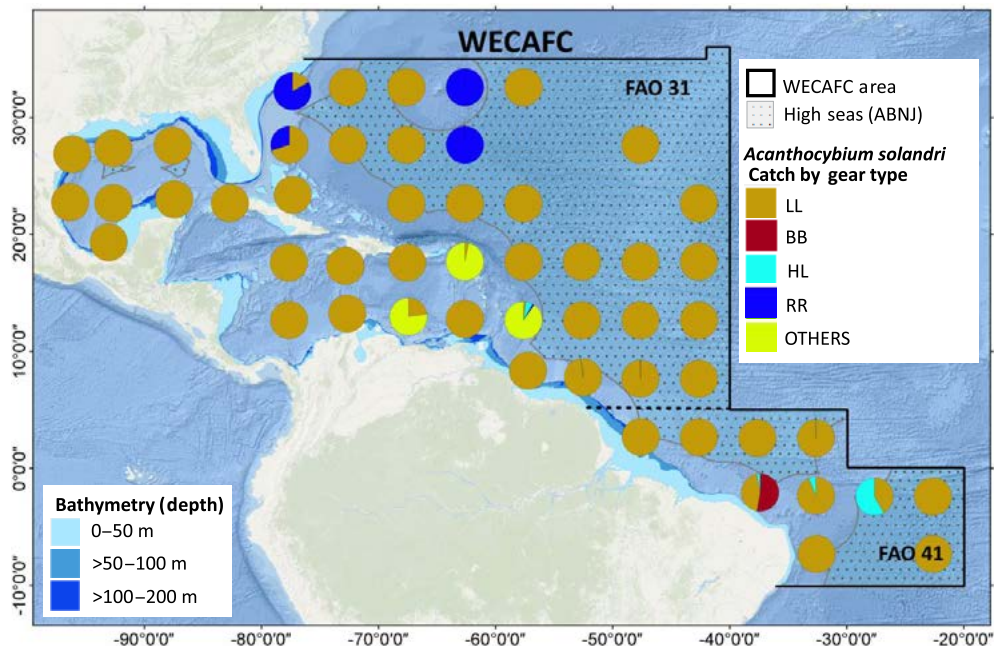 WECAFC
FAO 31
WECAFC area
High seas (ABNJ)
Acanthocybium solandri
Catch by gear type
LL
BB
HL
RR
OTHERS
FAO 41
Bathymetry (depth)
0–50 m
>50–100 m
>100–200 m
30°0'0"
20°0'0"
10°0'0"
0°0'0"
-10°0'0"
-90°0'0"
-80°0'0"
-70°0'0"
-60°0'0"
-50°0'0"
-40°0'0"
-30°0'0"
-20°0'0"